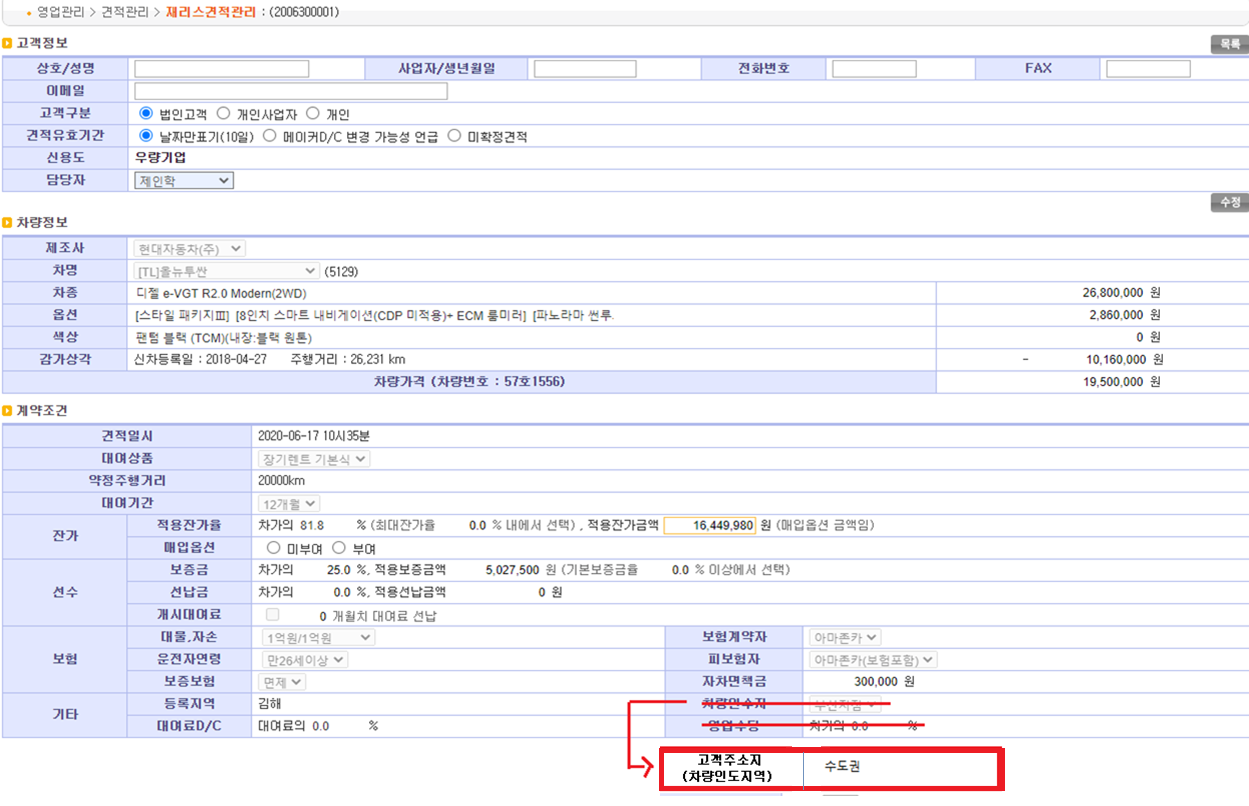 • 영업관리 > 견적관리 > 재리스견적관리 : (2006300001)
고객정보 목록
상호/성명 사업자/생년월일 전화번호 FAX
이메일
고객구분 법인고객 개인사업자 개인
견적유효기간 날짜만표기(10일) 메이커D/C 변경 가능성 언급 미확정견적
신용도 우량기업
담당자 제인학
수정
차량정보
제조사 현대자동차(주)
차명 [TL]올뉴투싼 (5129)
차종 디젤 e-VGT R2.0 Modern(2WD) 26,800,000 원
옵션 [스타일 패키지Ⅲ] [8인치 스마트 내비게이션(CDP 미적용)+ ECM 룸미러] [파노라마 썬루. 2,860,000 원
색상 팬텀 블랙 (TCM)(내장:블랙 원톤) 0 원
감가상각 신차등록일 : 2018-04-27 주행거리 : 26,231 km - 10,160,000 원
차량가격 (차량번호 : 57호1556) 19,500,000 원
계약조건
견적일시 2020-06-17 10시35분
대여상품 장기렌트 기본식
약정주행거리 20000km
대여기간 12개월
잔가 적용잔가율 차가의 81.8 % (최대잔가율 0.0 % 내에서 선택) , 적용잔가금액 16,449,980 원 (매입옵션 금액임)
매입옵션 미부여 부여
선수 보증금 차가의 25.0 %, 적용보증금액 5,027,500 원 (기본보증금율 0.0 % 이상에서 선택)
선납금 차가의 0.0 %, 적용선납금액 0 원
개시대여료 0 개월치 대여료 선납
보험 대물,자손 1억원/1억원 보험계약자 아마존카
운전자연령 만26세이상 피보험자 아마존카(보험포함)
보증보험 면제 자차면책금 300,000 원
기타 등록지역 김해 차량인수지 부산지점
대여료D/C 대여료의 0.0 % 영업수당 차가의 0.0 %
고객주소지 수도권
(차량인도지역)